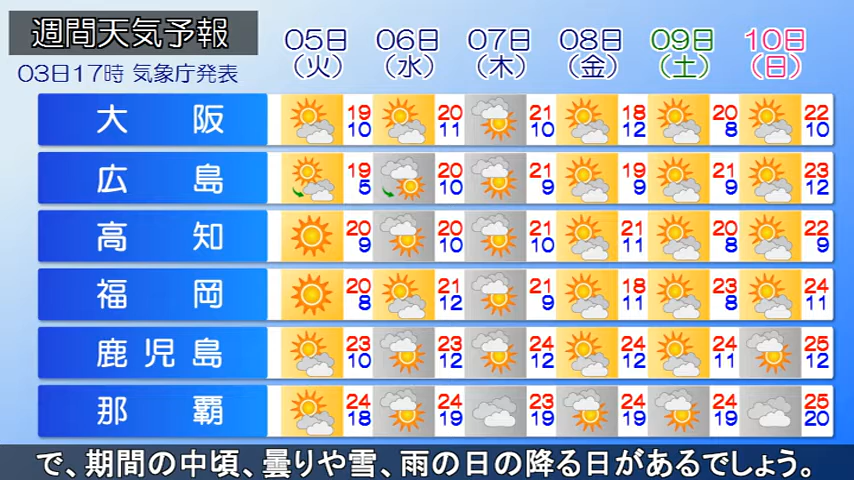 週間天気予報
03日17時 気象庁発表
05日 06日 07日 08日 09日 10日
(火) (水) (木) (金) (土) (日)
大阪 19 10 20 11 21 10 18 12 20 8 22 10
広島 19 5 20 10 21 9 19 9 21 9 23 12
高知 20 9 20 10 21 10 21 11 20 8 22 9
福岡 20 8 21 12 21 9 18 11 23 8 24 11
鹿児島 23 10 23 12 24 12 24 12 24 11 25 12
那覇 24 18 24 19 23 19 24 19 24 19 25 20
で、期間の中頃、曇りや雪、雨の日の降る日があるでしょう。